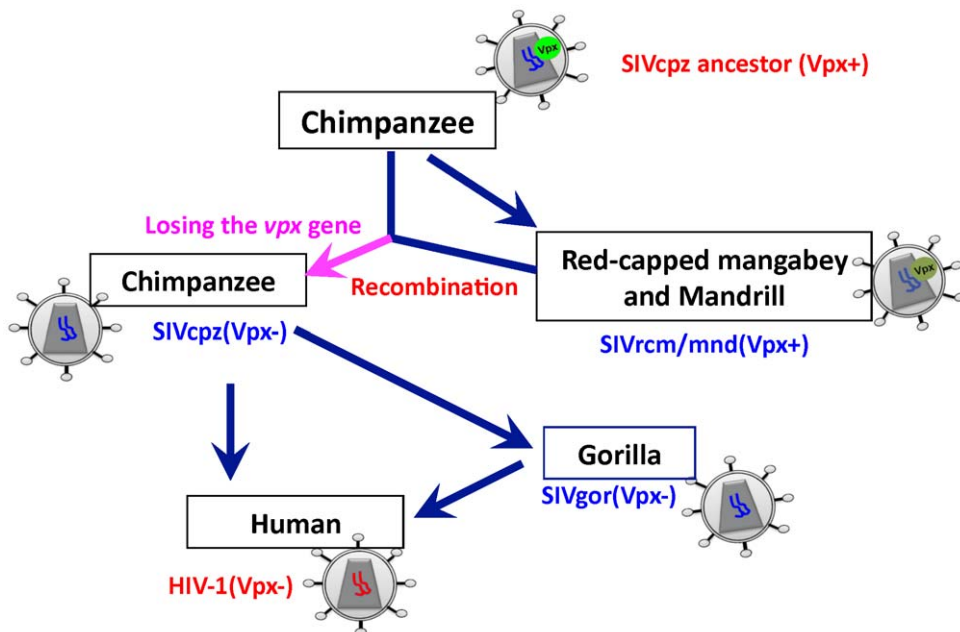 Vpx
SIVcpz ancestor (Vpx+)
Chimpanzee
Losing the vpx gene
Chimpanzee
Recombination
Red-capped mangabey
and Mandrill
Vpx
SIVcpz(Vpx-)
SIVrcm/mnd(Vpx+)
Gorilla
SIVgor(Vpx-)
Human
HIV-1(Vpx-)